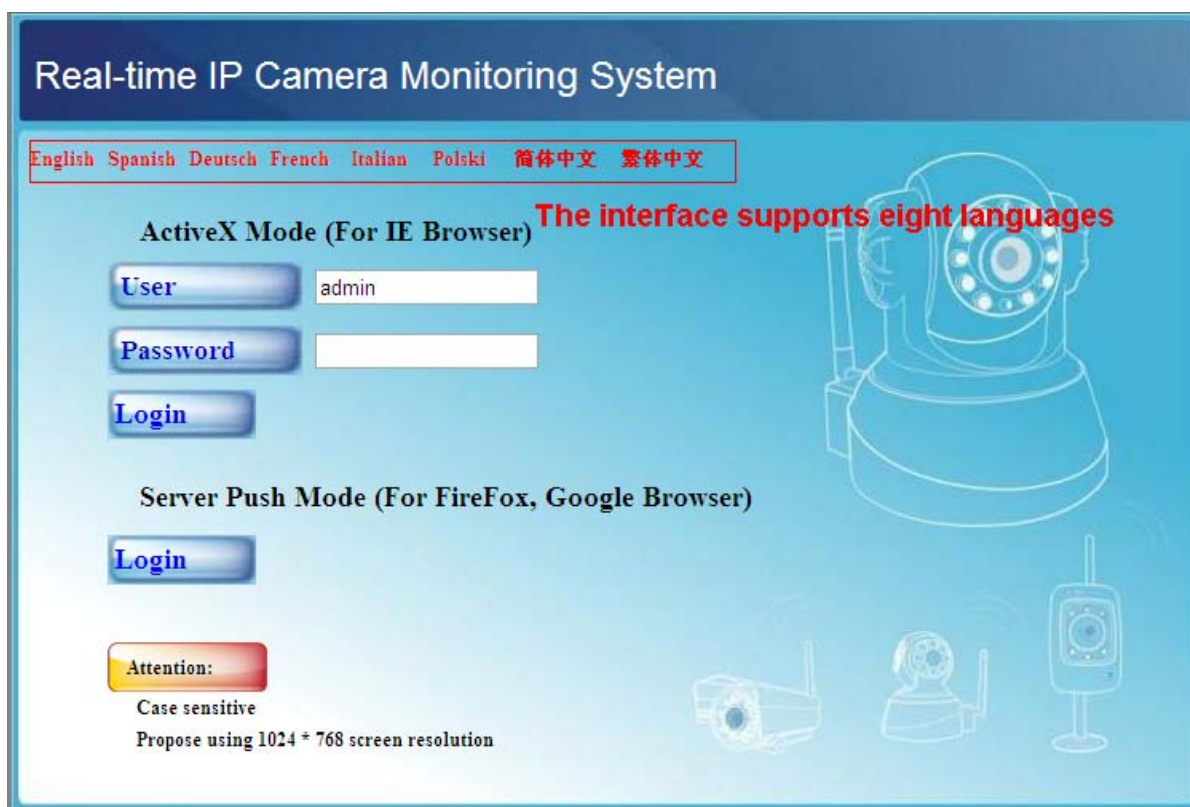 Real-time IP Camera Monitoring System
English Spanish Deutsch French Italian Polski 简体中文 繁体中文
The interface supports eight languages
ActiveX Mode (For IE Browser)
User admin
Password
Login
Server Push Mode (For FireFox, Google Browser)
Login
Attention:
Case sensitive
Propose using 1024 * 768 screen resolution